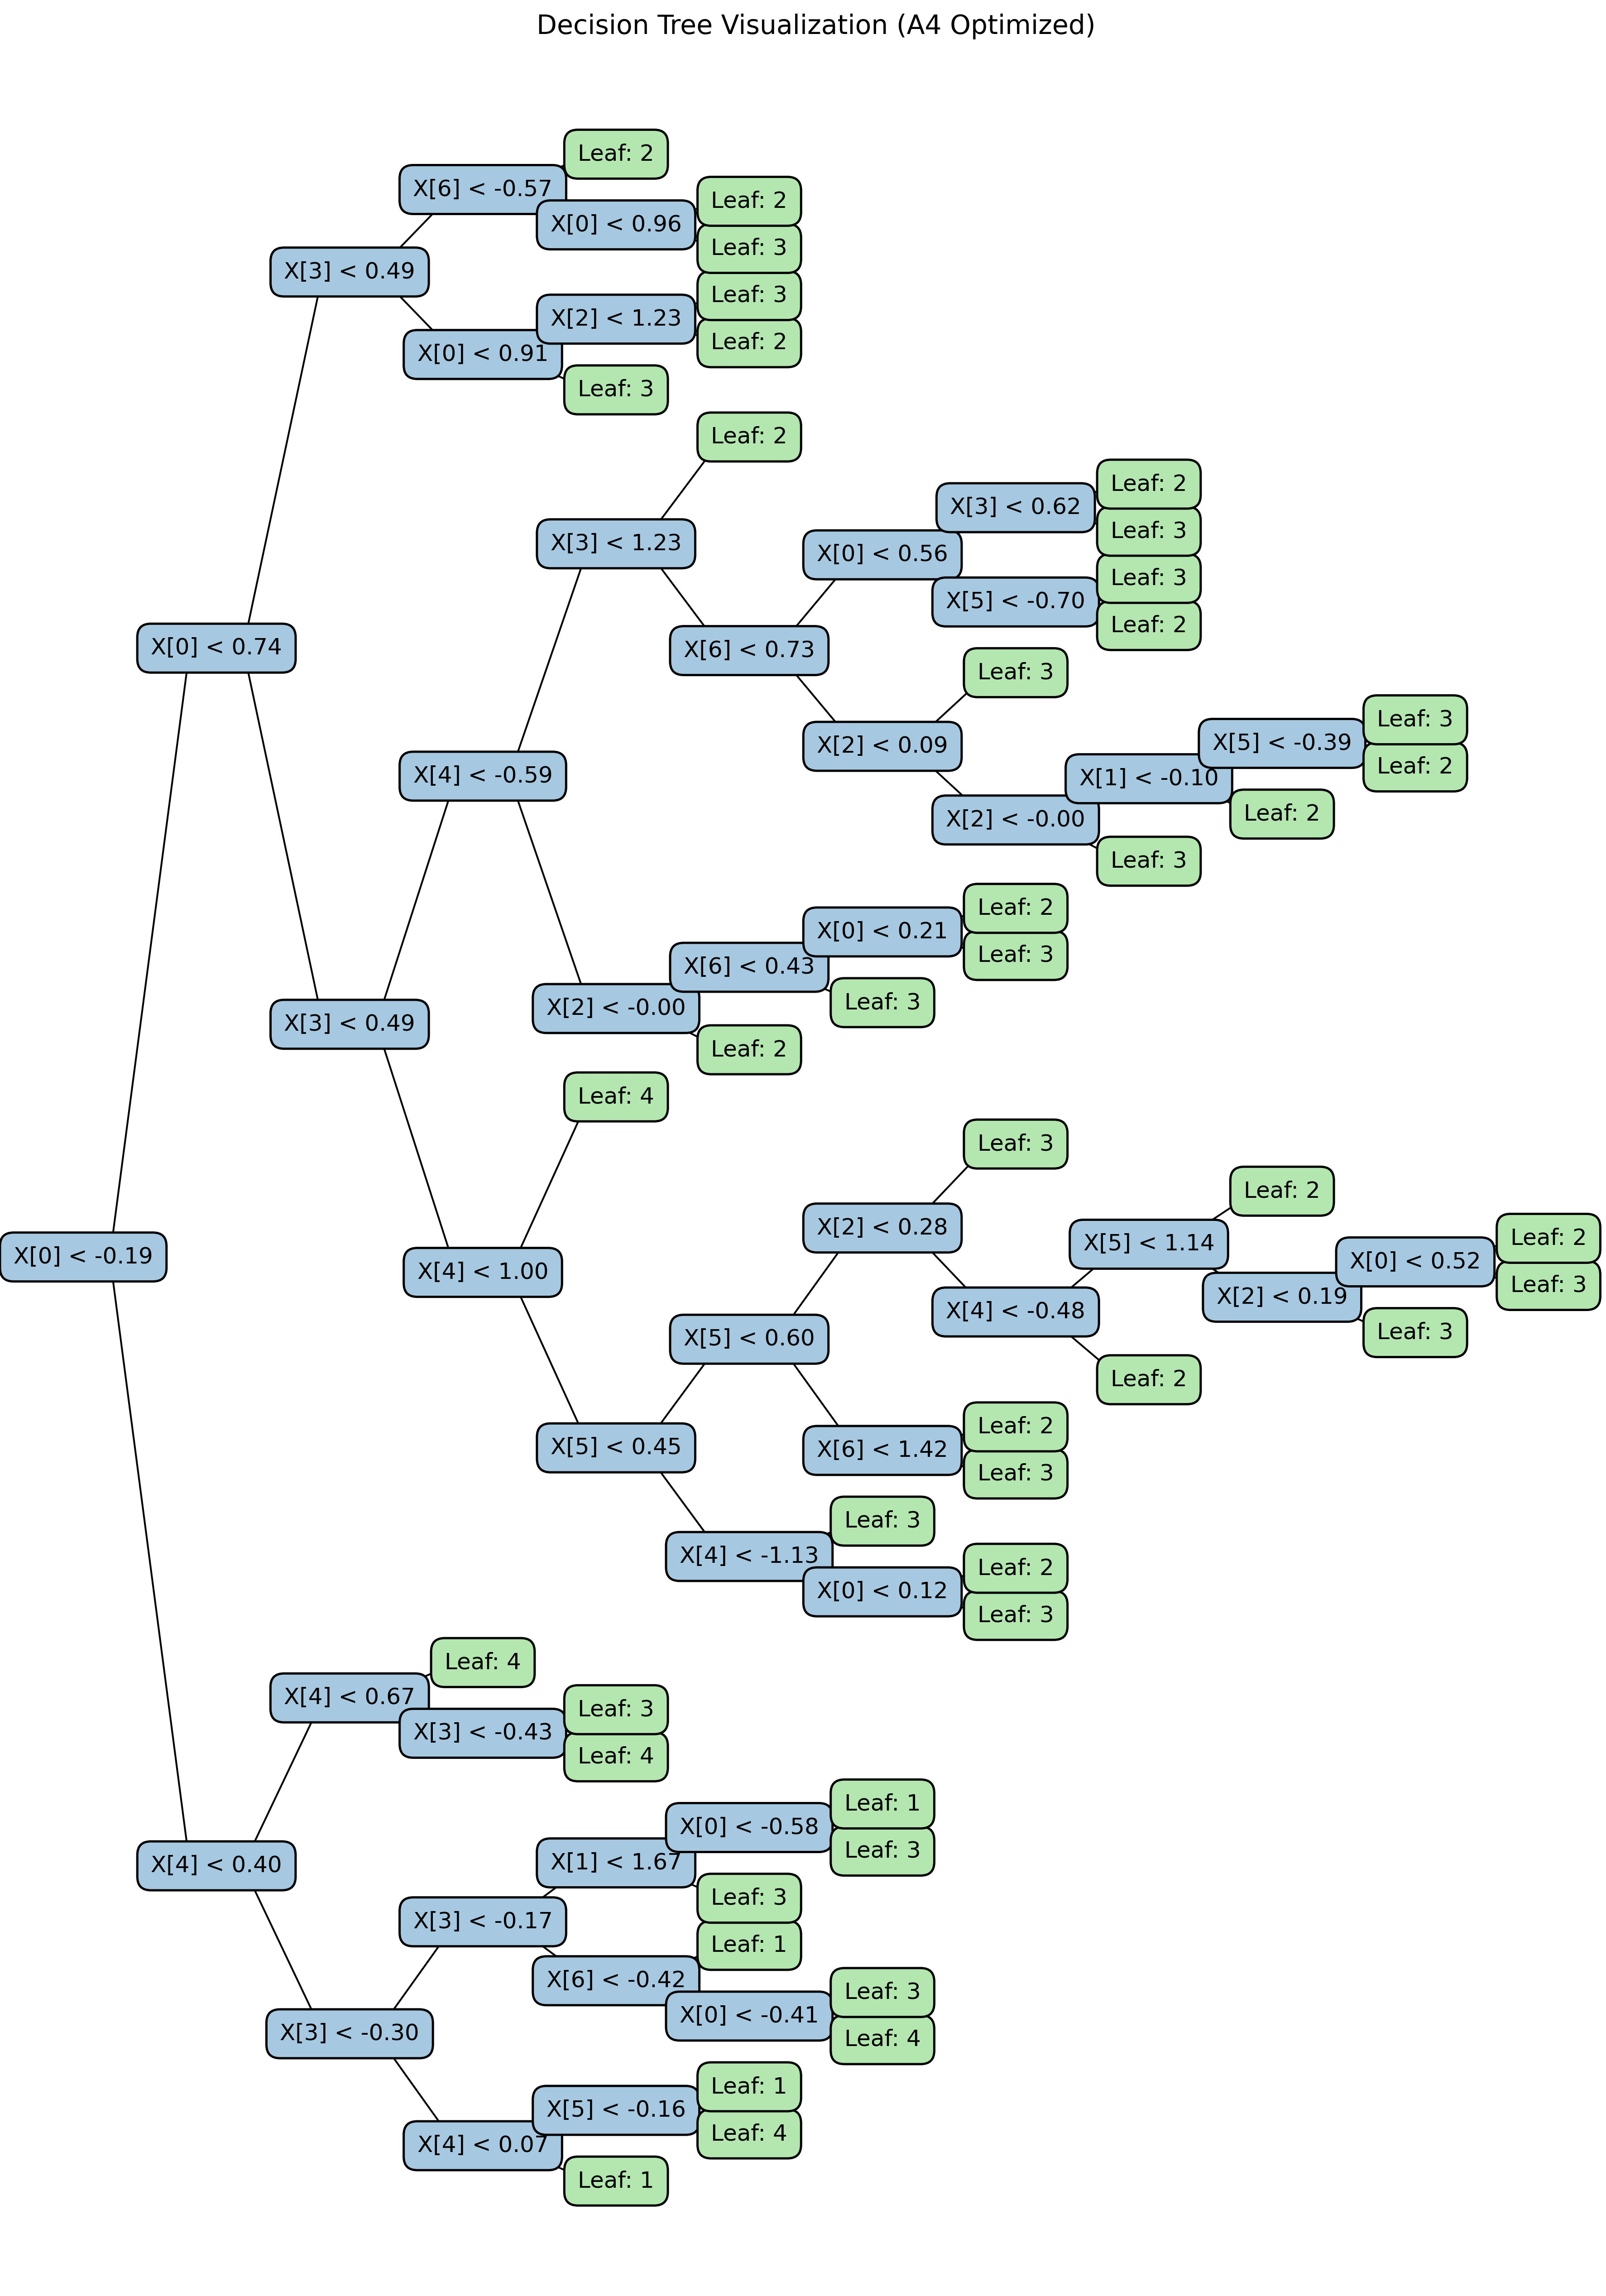 Decision Tree Visualization (A4 Optimized)
Leaf: 2
X[6] < -0.57
Leaf: 2
X[0] < 0.96
Leaf: 3
X[3] < 0.49
Leaf: 3
X[2] < 1.23
Leaf: 2
X[0] < 0.91
Leaf: 3
Leaf: 2
Leaf: 2
X[3] < 0.62
Leaf: 3
X[3] < 1.23
X[0] < 0.56
Leaf: 3
X[5] < -0.70
Leaf: 2
X[0] < 0.74
X[6] < 0.73
Leaf: 3
Leaf: 3
X[5] < -0.39
X[2] < 0.09
Leaf: 2
X[4] < -0.59
X[1] < -0.10
Leaf: 2
X[2] < -0.00
Leaf: 3
Leaf: 2
X[0] < 0.21
Leaf: 3
X[6] < 0.43
Leaf: 3
X[2] < -0.00
X[3] < 0.49
Leaf: 2
Leaf: 4
Leaf: 3
Leaf: 2
X[2] < 0.28
Leaf: 2
X[5] < 1.14
X[0] < -0.19
X[0] < 0.52
X[4] < 1.00
Leaf: 3
X[2] < 0.19
X[4] < -0.48
Leaf: 3
X[5] < 0.60
Leaf: 2
Leaf: 2
X[5] < 0.45
X[6] < 1.42
Leaf: 3
Leaf: 3
X[4] < -1.13
Leaf: 2
X[0] < 0.12
Leaf: 3
Leaf: 4
X[4] < 0.67
Leaf: 3
X[3] < -0.43
Leaf: 4
Leaf: 1
X[0] < -0.58
Leaf: 3
X[1] < 1.67
X[4] < 0.40
Leaf: 3
X[3] < -0.17
Leaf: 1
X[6] < -0.42
Leaf: 3
X[0] < -0.41
X[3] < -0.30
Leaf: 4
Leaf: 1
X[5] < -0.16
Leaf: 4
X[4] < 0.07
Leaf: 1